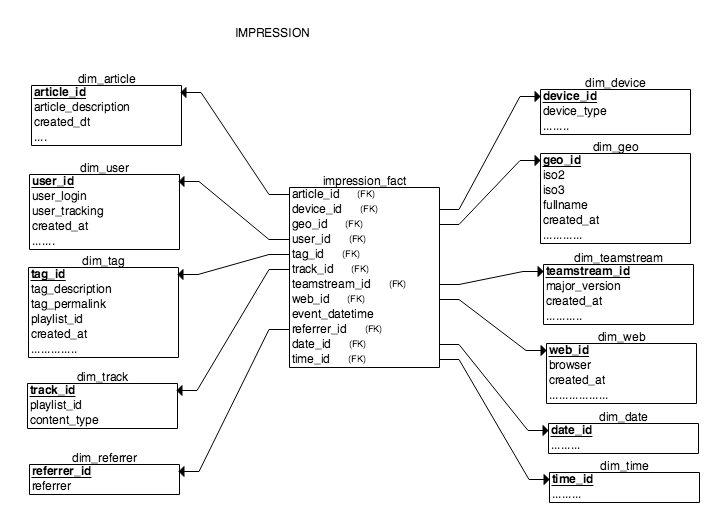 IMPRESSION
dim_article
article_id
article_description
created_dt
....
dim_user
user_id
user_login
user_tracking
created_at
.......
dim_tag
tag_id
tag_description
tag_permalink
playlist_id
created_at
..............
dim_track
track_id
playlist_id
content_type
dim_referrer
referrer_id
referrer
impression_fact
article_id (FK)
device_id (FK)
geo_id (FK)
user_id (FK)
tag_id (FK)
track_id (FK)
teamstream_id (FK)
web_id (FK)
event_datetime
referrer_id (FK)
date_id (FK)
time_id (FK)
dim_device
device_id
device_type
........
dim_geo
geo_id
iso2
iso3
fullname
created_at
............
dim_teamstream
teamstream_id
major_version
created_at
............
dim_web
web_id
browser
created_at
..................
dim_date
date_id
.........
dim_time
time_id
.........